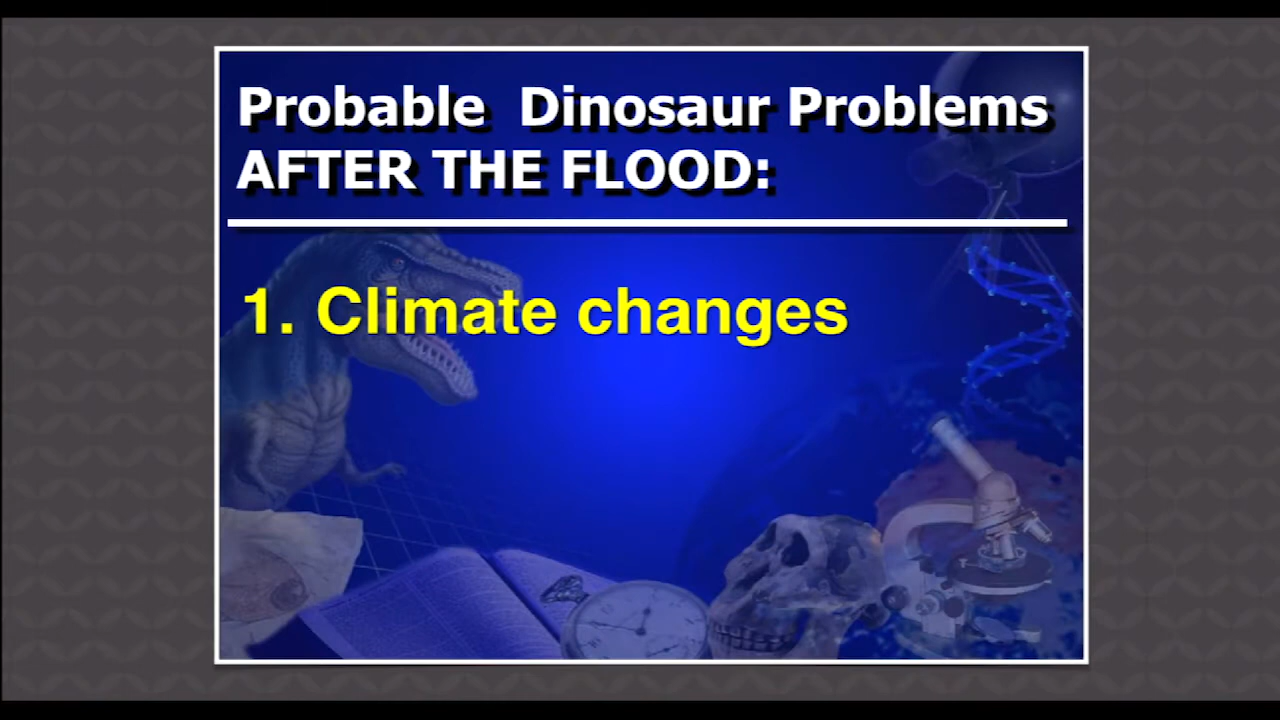 Probable Dinosaur Problems
AFTER THE FLOOD:
1. Climate changes